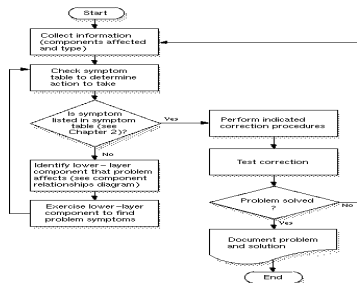 Start
Collect information
(components affected
and type)
Check symptom
table to determine
action to take
Is symptom
listed in symptom
table (see
Chapter 2)?
Yes
No
Identify lower-layer
component that problem
affects (see component
relationships diagram)
Exercise lower-layer
component to find
problem symptoms
Perform indicated
correction procedures
Test correction
Problem solved
?
No
Yes
Document problem
and solution
End